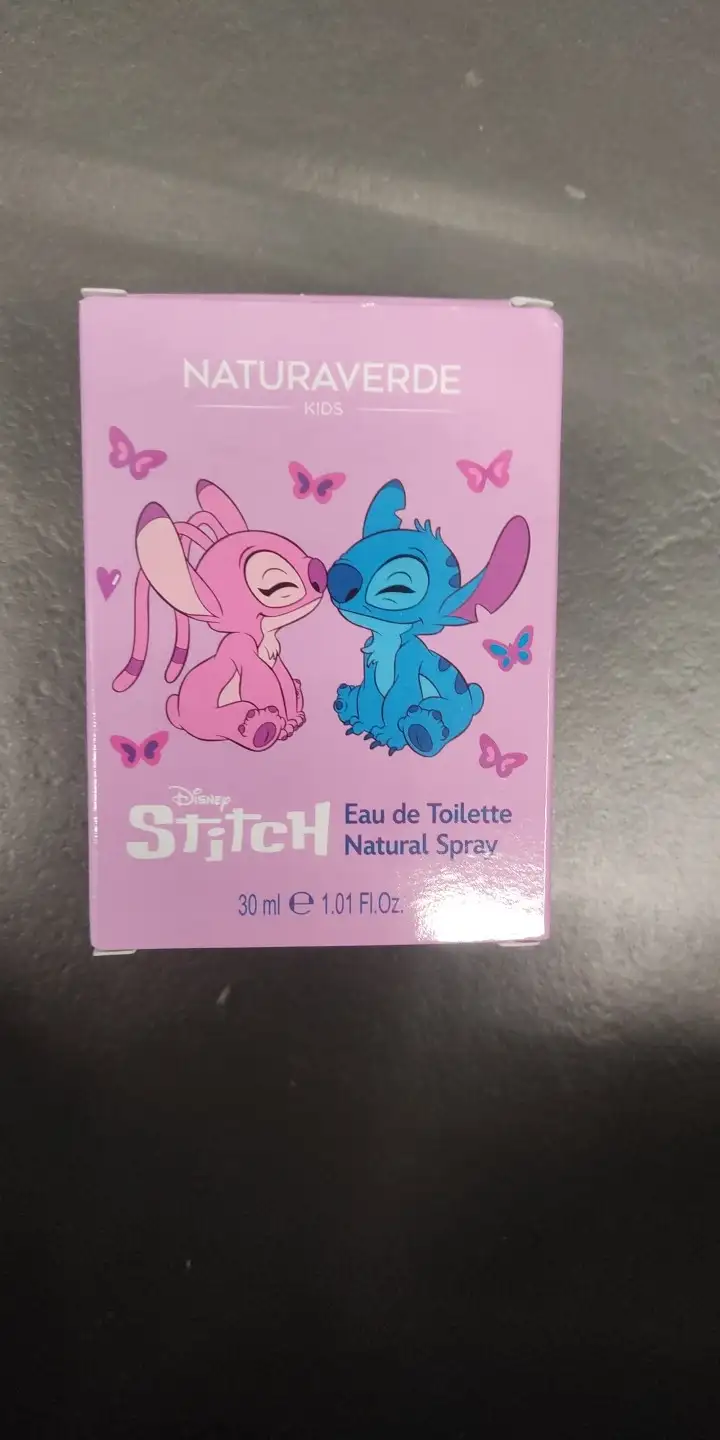 NATURAVERDE
KIDS
Disney
Stitch
Eau de Toilette
Natural Spray
30 ml ℮ 1.01 Fl.Oz.